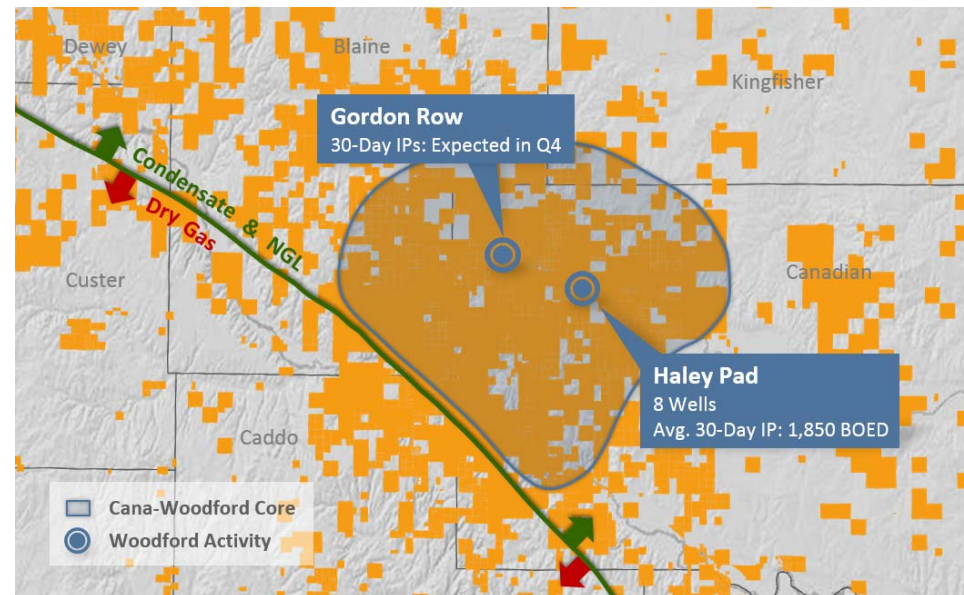 Dewey
Blaine
Kingfisher
Gordon Row
30-Day IPs: Expected in Q4
Condensate & NGL
Dry Gas
Custer
Canadian
Haley Pad
8 Wells
Avg. 30-Day IP: 1,850 BOED
Caddo
Cana-Woodford Core
Woodford Activity